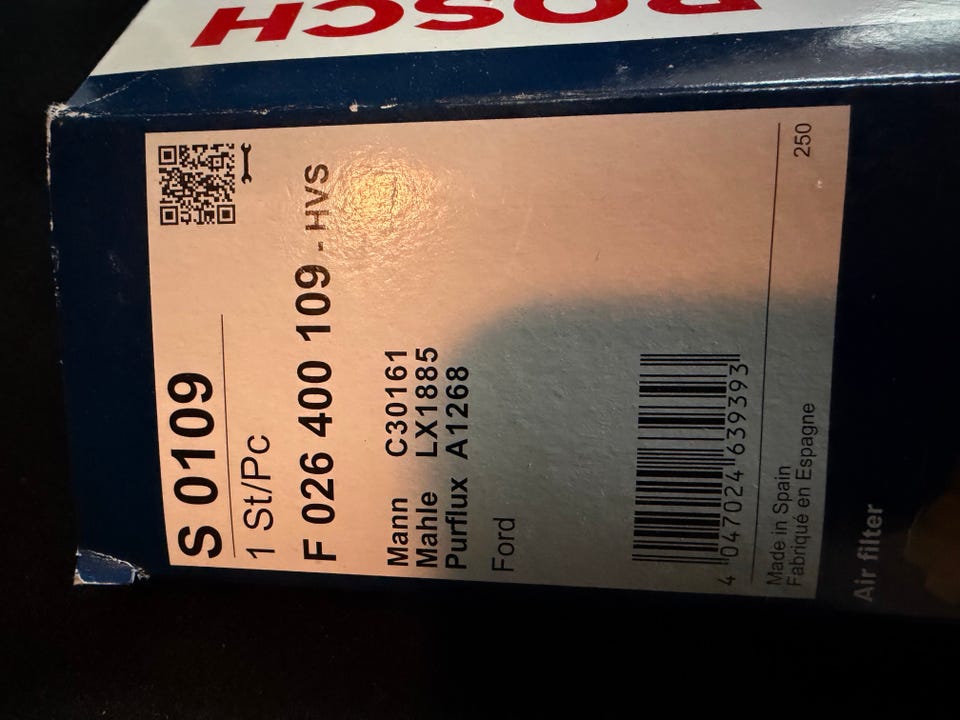 BOSCH
S 0109
1 St/Pc
F 026 400 109 - HVS
Mann C30161
Mahle LX1885
Purflux A1268
Ford
4 047024 639393
Made in Spain
Fabriqué en Espagne
250
Air filter